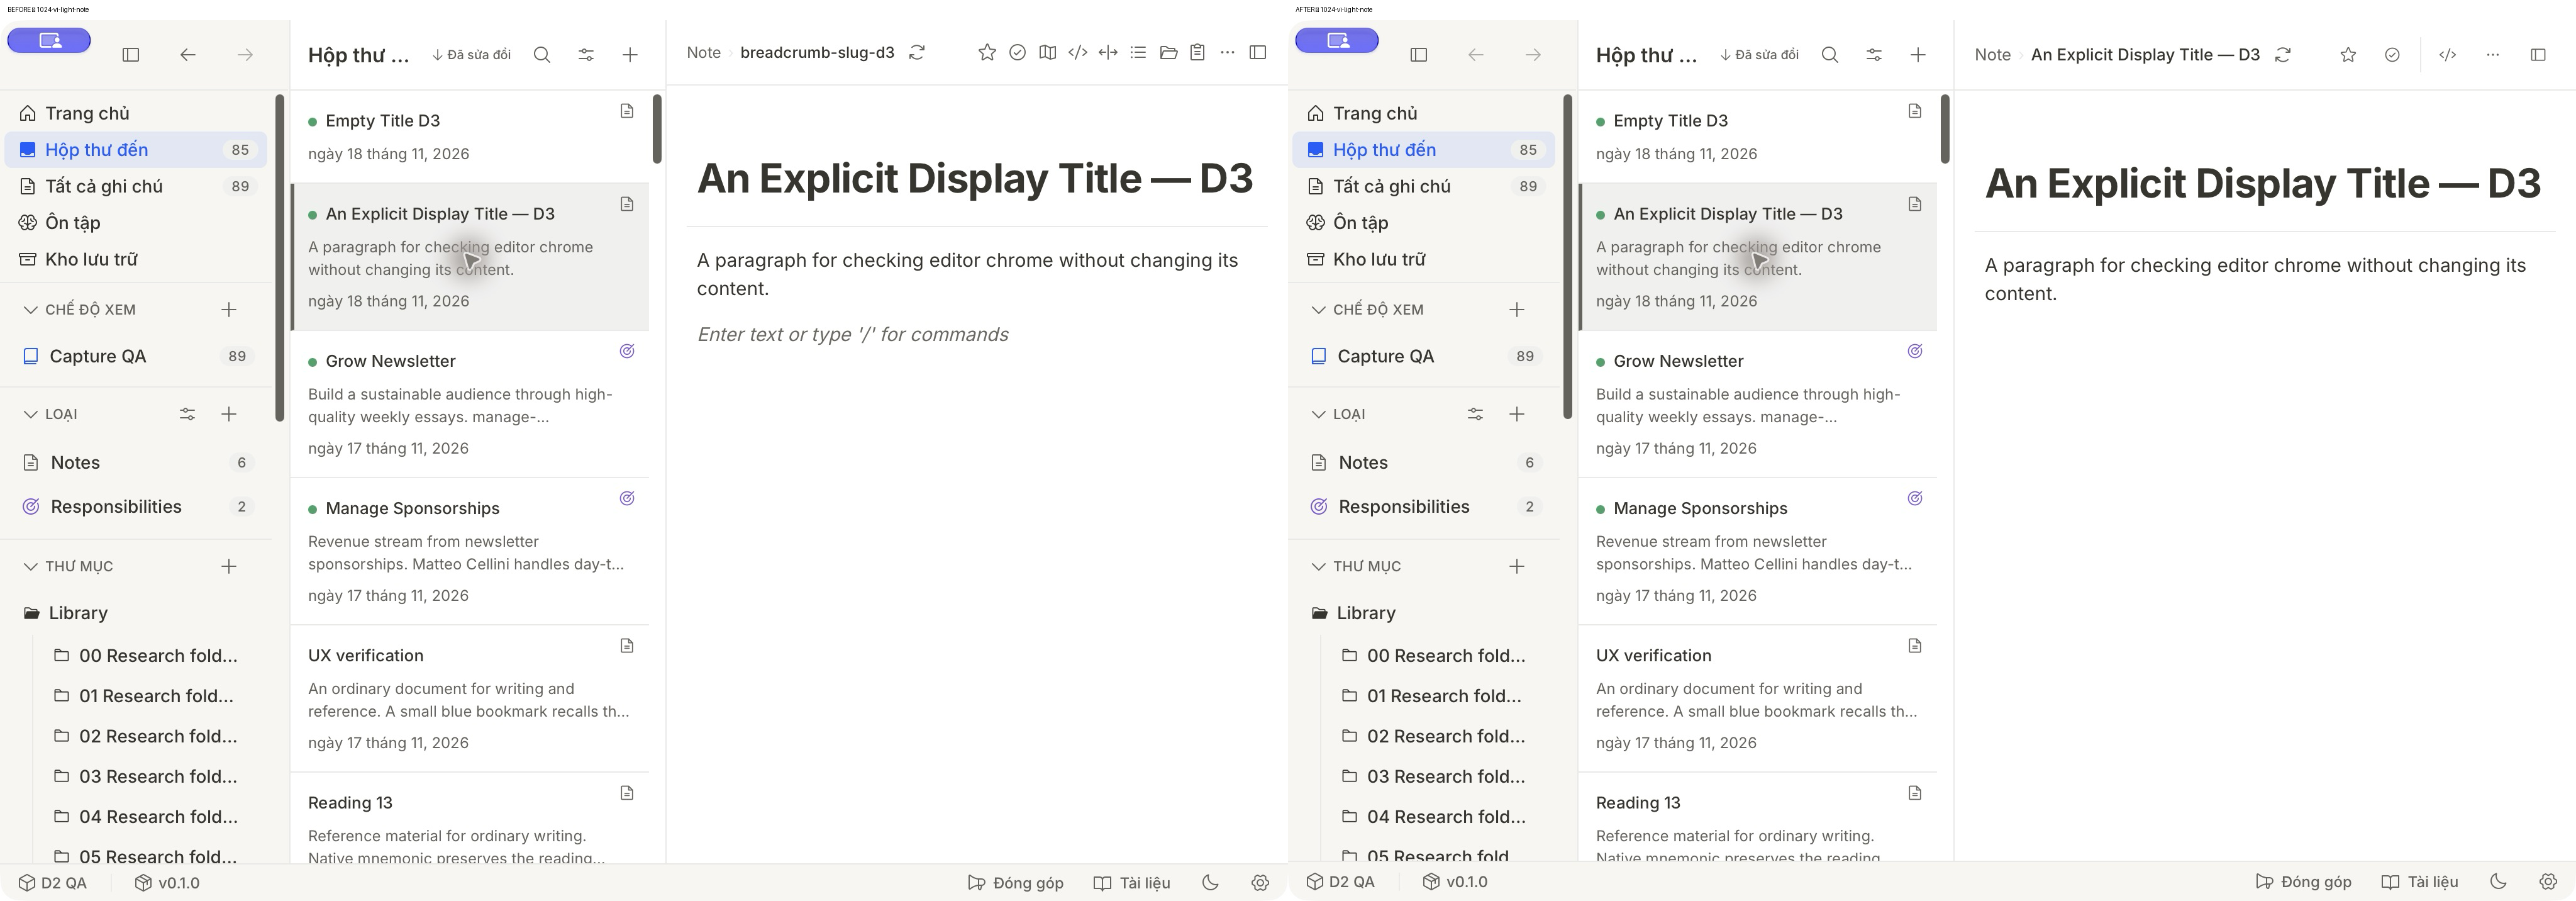 BEFORE 1024-vi-light-note
Hộp thư ...
Đã sửa đổi
Note
breadcrumb-slug-d3
Trang chủ
Hộp thư đến
85
Tất cả ghi chú
89
Ôn tập
Kho lưu trữ
CHẾ ĐỘ XEM
Capture QA
89
LOẠI
Notes
6
Responsibilities
2
THƯ MỤC
Library
00 Research fold...
01 Research fold...
02 Research fold...
03 Research fold...
04 Research fold...
05 Research fold...
Empty Title D3
ngày 18 tháng 11, 2026
An Explicit Display Title — D3
A paragraph for checking editor chrome
without changing its content.
ngày 18 tháng 11, 2026
Grow Newsletter
Build a sustainable audience through high-
quality weekly essays. manage-...
ngày 17 tháng 11, 2026
Manage Sponsorships
Revenue stream from newsletter
sponsorships. Matteo Cellini handles day-t...
ngày 17 tháng 11, 2026
UX verification
An ordinary document for writing and
reference. A small blue bookmark recalls th...
ngày 17 tháng 11, 2026
Reading 13
Reference material for ordinary writing.
Native mnemonic preserves the reading...
An Explicit Display Title — D3
A paragraph for checking editor chrome without changing its
content.
Enter text or type '/' for commands
D2 QA
v0.1.0
Đóng góp
Tài liệu
AFTER 1024-vi-light-note
Hộp thư ...
Đã sửa đổi
Note
An Explicit Display Title — D3
Trang chủ
Hộp thư đến
85
Tất cả ghi chú
89
Ôn tập
Kho lưu trữ
CHẾ ĐỘ XEM
Capture QA
89
LOẠI
Notes
6
Responsibilities
2
THƯ MỤC
Library
00 Research fold...
01 Research fold...
02 Research fold...
03 Research fold...
04 Research fold...
05 Research fold
Empty Title D3
ngày 18 tháng 11, 2026
An Explicit Display Title — D3
A paragraph for checking editor chrome
without changing its content.
ngày 18 tháng 11, 2026
Grow Newsletter
Build a sustainable audience through high-
quality weekly essays. manage-...
ngày 17 tháng 11, 2026
Manage Sponsorships
Revenue stream from newsletter
sponsorships. Matteo Cellini handles day-t...
ngày 17 tháng 11, 2026
UX verification
An ordinary document for writing and
reference. A small blue bookmark recalls th...
ngày 17 tháng 11, 2026
Reading 13
Reference material for ordinary writing.
Native mnemonic preserves the reading
An Explicit Display Title — D3
A paragraph for checking editor chrome without changing its
content.
D2 QA
v0.1.0
Đóng góp
Tài liệu